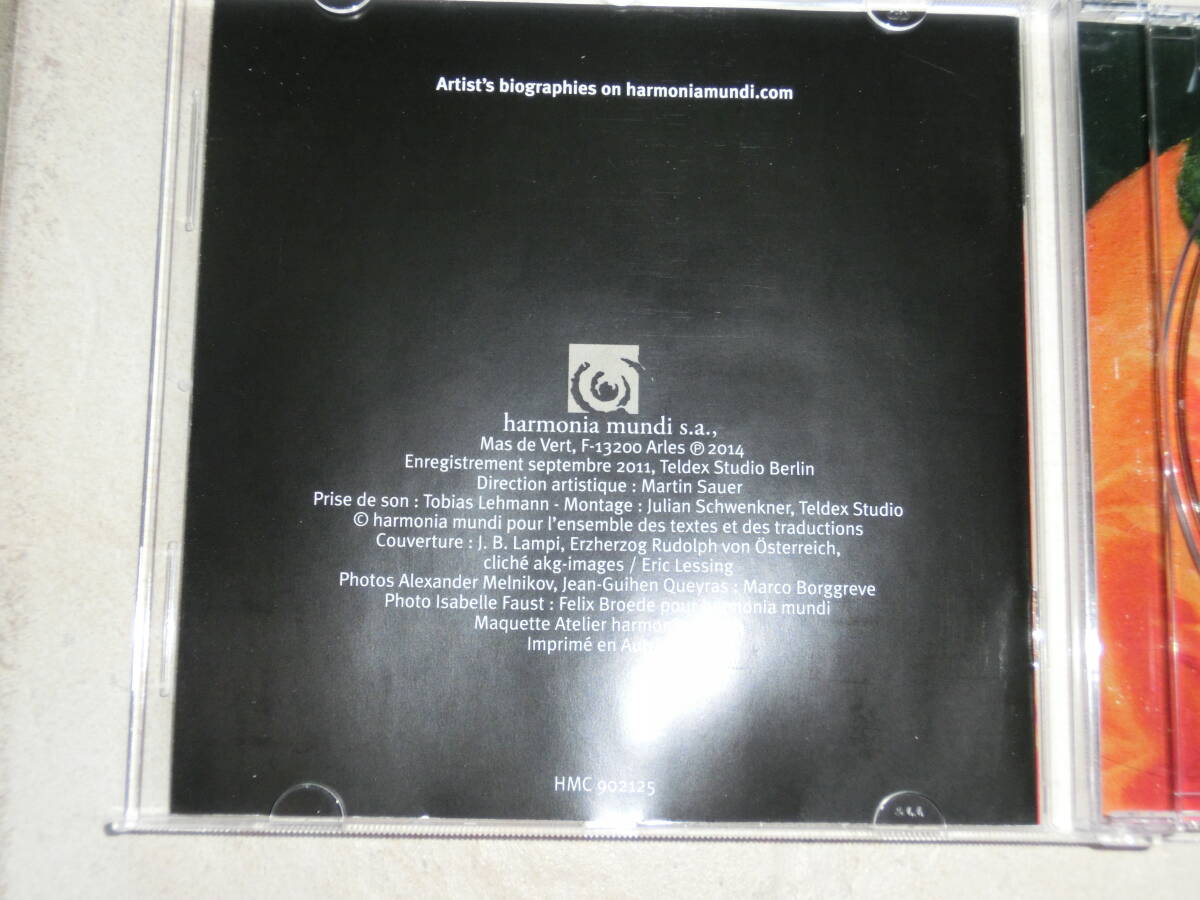 Artist's biographies on harmoniamundi.com
harmonia mundi s.a.,
Mas de Vert, F-13200 Arles ℗ 2014
Enregistrement septembre 2011, Teldex Studio Berlin
Direction artistique : Martin Sauer
Prise de son : Tobias Lehmann - Montage : Julian Schwenkner, Teldex Studio
© harmonia mundi pour l'ensemble des textes et des traductions
Couverture : J. B. Lampi, Erzherzog Rudolph von Österreich,
cliché akg-images / Eric Lessing
Photos Alexander Melnikov, Jean-Guihen Queyras : Marco Borggreve
Photo Isabelle Faust : Felix Broede pour harmonia mundi
Maquette Atelier
Imprimé en
HMC 902125